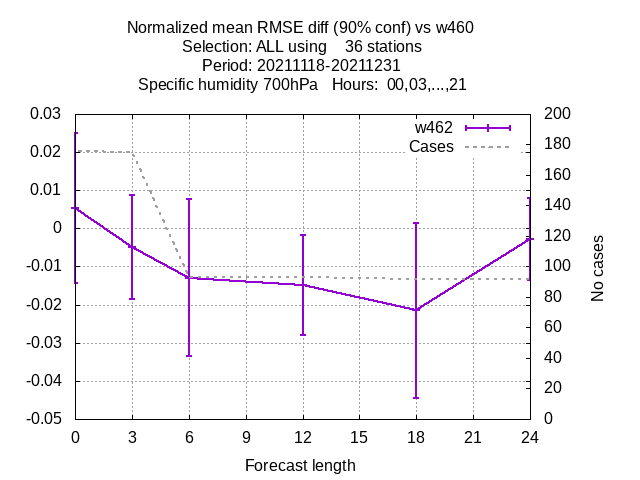 Normalized mean RMSE diff (90% conf) vs w460
Selection: ALL using    36 stations
Period: 20211118-20211231
Specific humidity 700hPa   Hours:  00,03,...,21
0.03
0.02
0.01
0
-0.01
-0.02
-0.03
-0.04
-0.05
w462
Cases
200
180
160
140
120
100
80
60
40
20
0
No cases
0 3 6 9 12 15 18 21 24
Forecast length